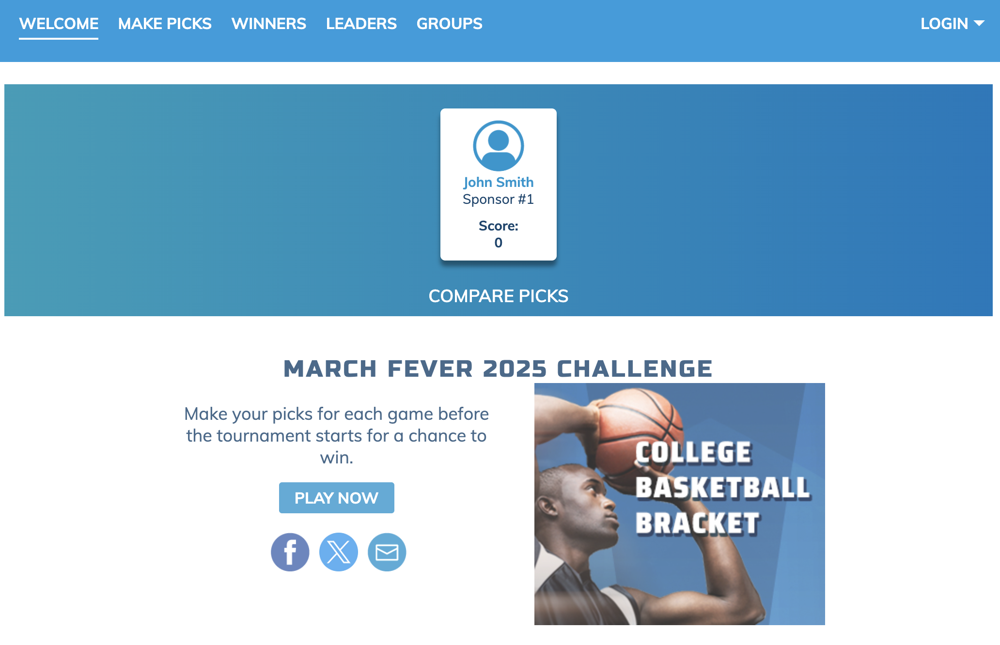 WELCOME MAKE PICKS WINNERS LEADERS GROUPS LOGIN
John Smith
Sponsor #1
Score:
0
COMPARE PICKS
MARCH FEVER 2025 CHALLENGE
Make your picks for each game before
the tournament starts for a chance to
win.
PLAY NOW
COLLEGE
BASKETBALL
BRACKET